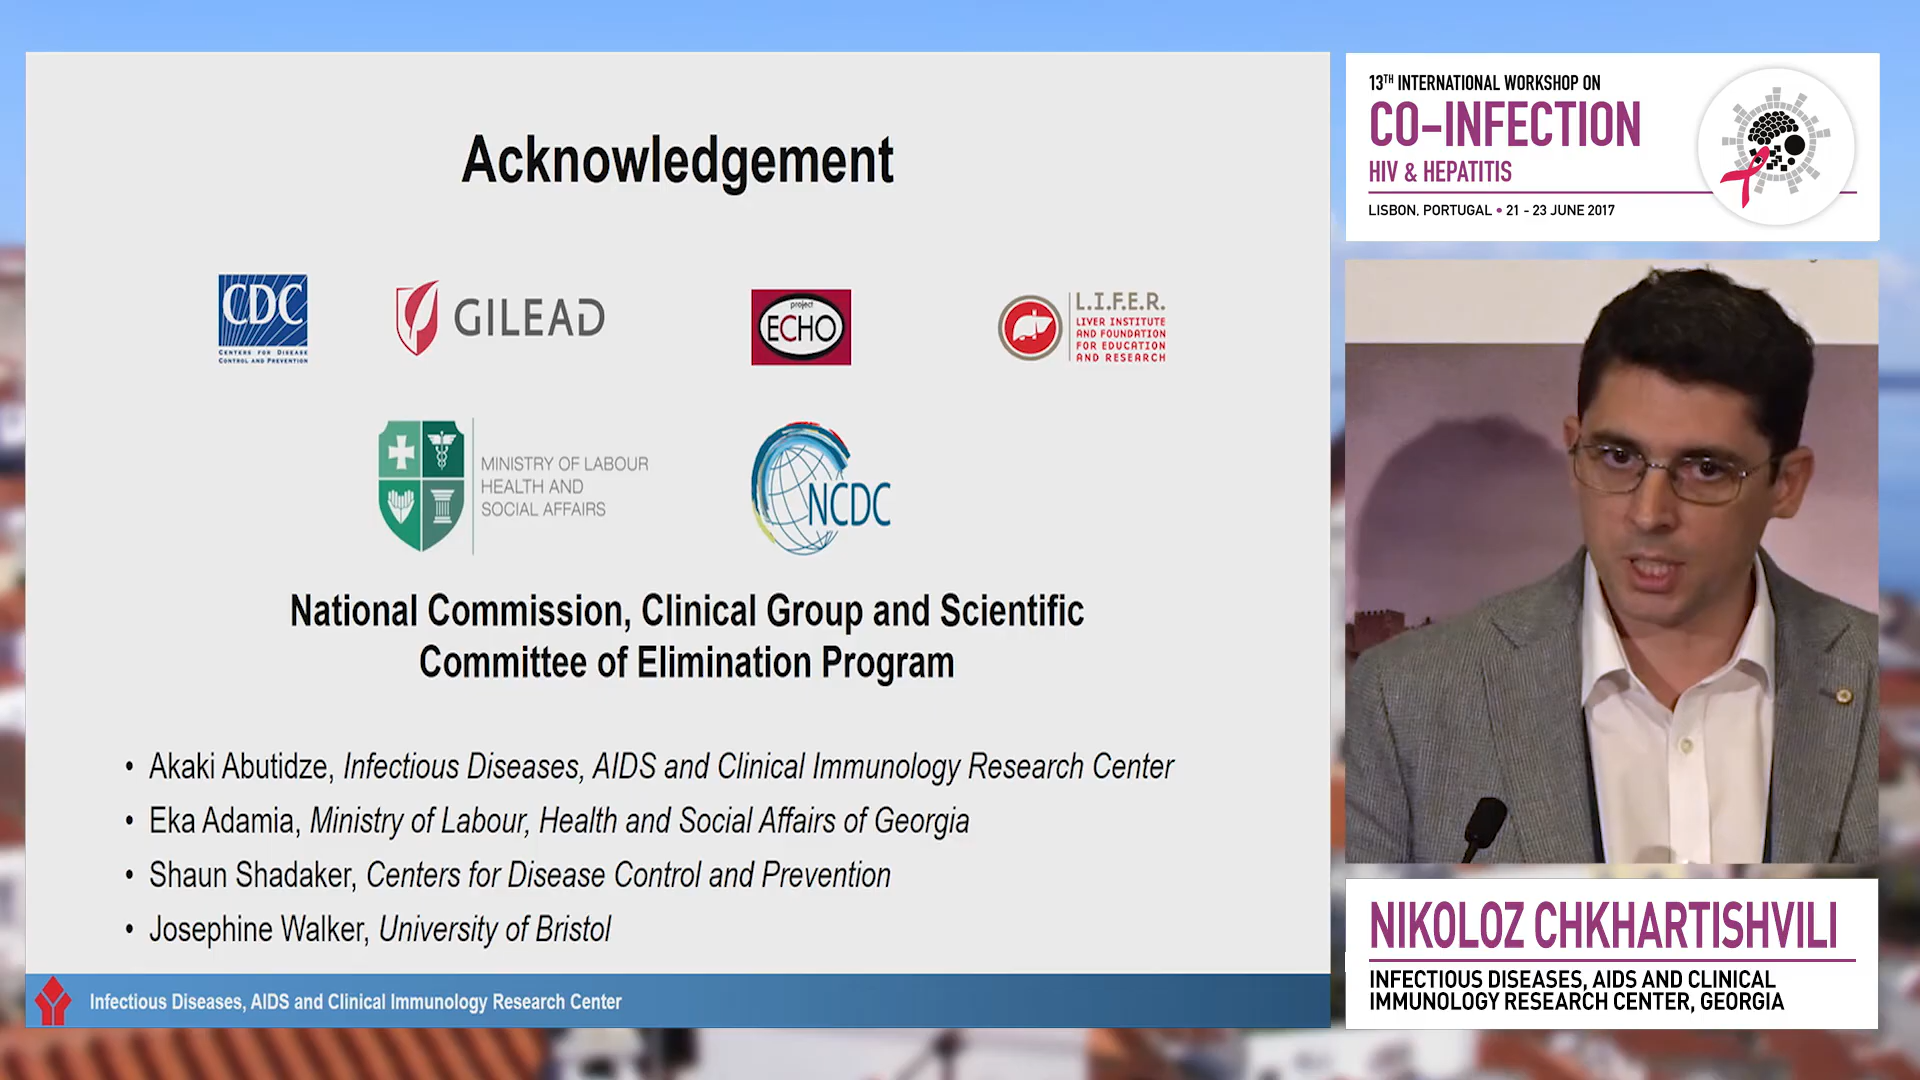 Acknowledgement
CDC
CENTERS FOR DISEASE
CONTROL AND PREVENTION
GILEAD
project
ECHO
L.I.F.E.R.
LIVER INSTITUTE
AND FOUNDATION
FOR EDUCATION
AND RESEARCH
MINISTRY OF LABOUR
HEALTH AND
SOCIAL AFFAIRS
NCDC
National Commission, Clinical Group and Scientific
Committee of Elimination Program
• Akaki Abutidze, Infectious Diseases, AIDS and Clinical Immunology Research Center
• Eka Adamia, Ministry of Labour, Health and Social Affairs of Georgia
• Shaun Shadaker, Centers for Disease Control and Prevention
• Josephine Walker, University of Bristol
Infectious Diseases, AIDS and Clinical Immunology Research Center
13TH INTERNATIONAL WORKSHOP ON
CO-INFECTION
HIV & HEPATITIS
LISBON, PORTUGAL • 21 - 23 JUNE 2017
NIKOLOZ CHKHARTISHVILI
INFECTIOUS DISEASES, AIDS AND CLINICAL
IMMUNOLOGY RESEARCH CENTER, GEORGIA